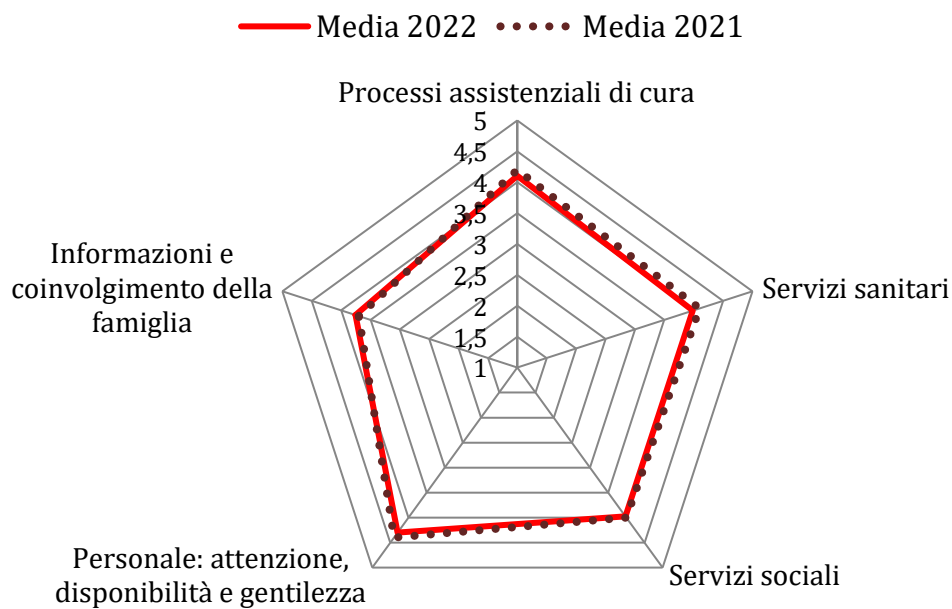 Media 2022 Media 2021
Processi assistenziali di cura
5
4,5
4
3,5
3
2,5
2
1,5
1
Servizi sanitari
Servizi sociali
Personale: attenzione,
disponibilità e gentilezza
Informazioni e
coinvolgimento della
famiglia